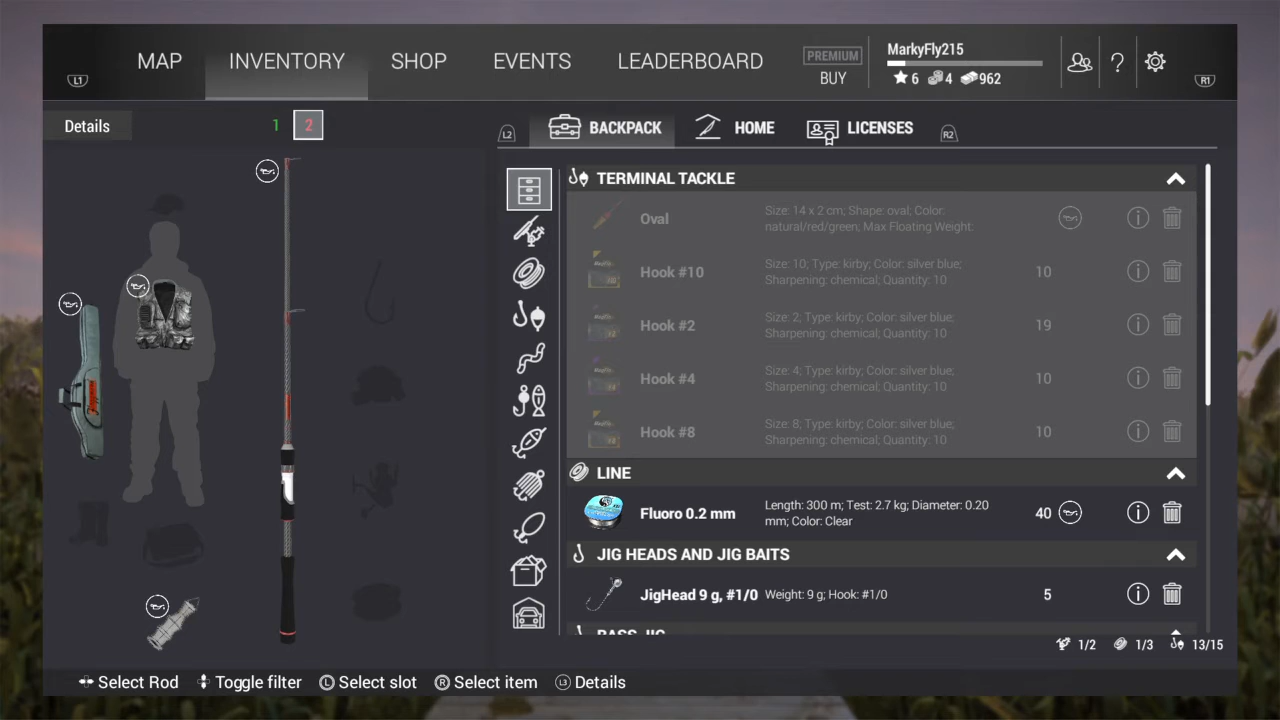 MAP
INVENTORY
SHOP
EVENTS
LEADERBOARD
PREMIUM
BUY
MarkyFly215
6
4
962
L1
R1
Details
1
2
L2
BACKPACK
HOME
LICENSES
R2
TERMINAL TACKLE
Oval
Size: 14 x 2 cm; Shape: oval; Color:
natural/red/green; Max Floating Weight:
Hook #10
Size: 10; Type: kirby; Color: silver blue;
Sharpening: chemical; Quantity: 10
10
Hook #2
Size: 2; Type: kirby; Color: silver blue;
Sharpening: chemical; Quantity: 10
19
Hook #4
Size: 4; Type: kirby; Color: silver blue;
Sharpening: chemical; Quantity: 10
10
Hook #8
Size: 8; Type: kirby; Color: silver blue;
Sharpening: chemical; Quantity: 10
10
LINE
Fluoro 0.2 mm
Length: 300 m; Test: 2.7 kg; Diameter: 0.20
mm; Color: Clear
40
JIG HEADS AND JIG BAITS
JigHead 9 g, #1/0
Weight: 9 g; Hook: #1/0
5
BASS JIG
1/2
1/3
13/15
Select Rod
Toggle filter
L Select slot
R Select item
L3 Details